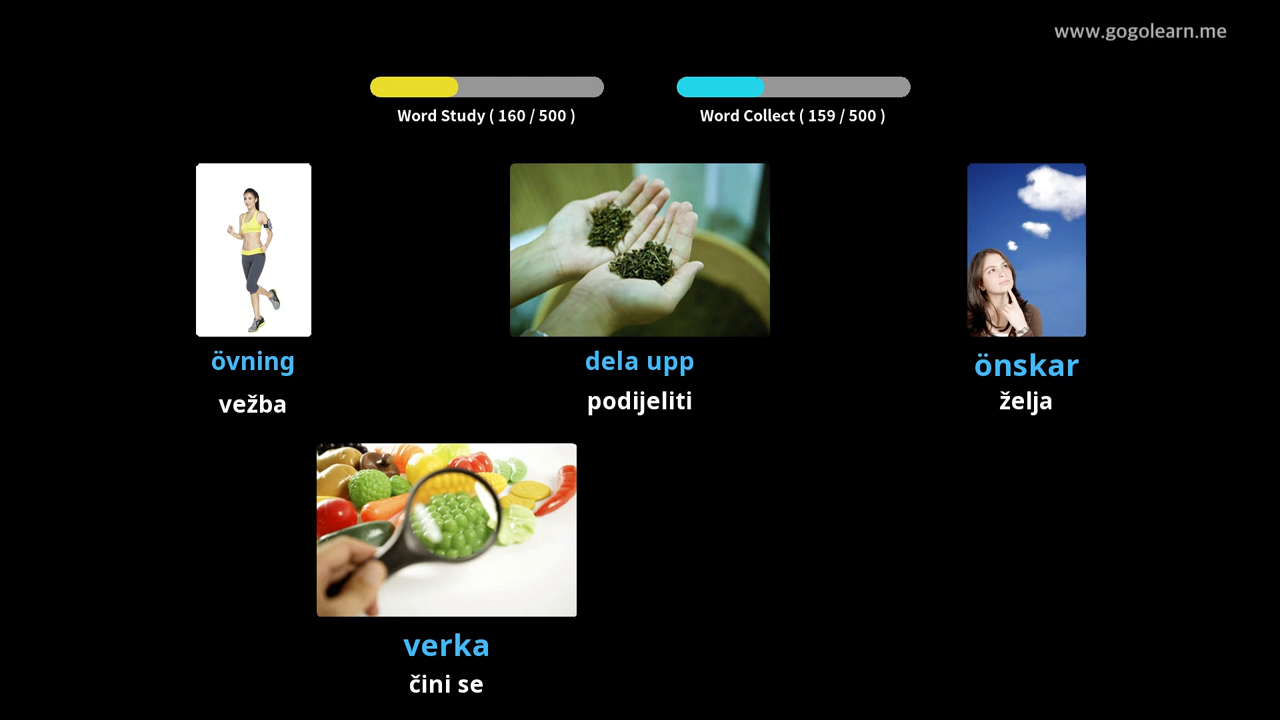 www.gogolearn.me
Word Study ( 160 / 500 )
Word Collect ( 159 / 500 )
övning
vežba
dela upp
podijeliti
önskar
želja
verka
čini se